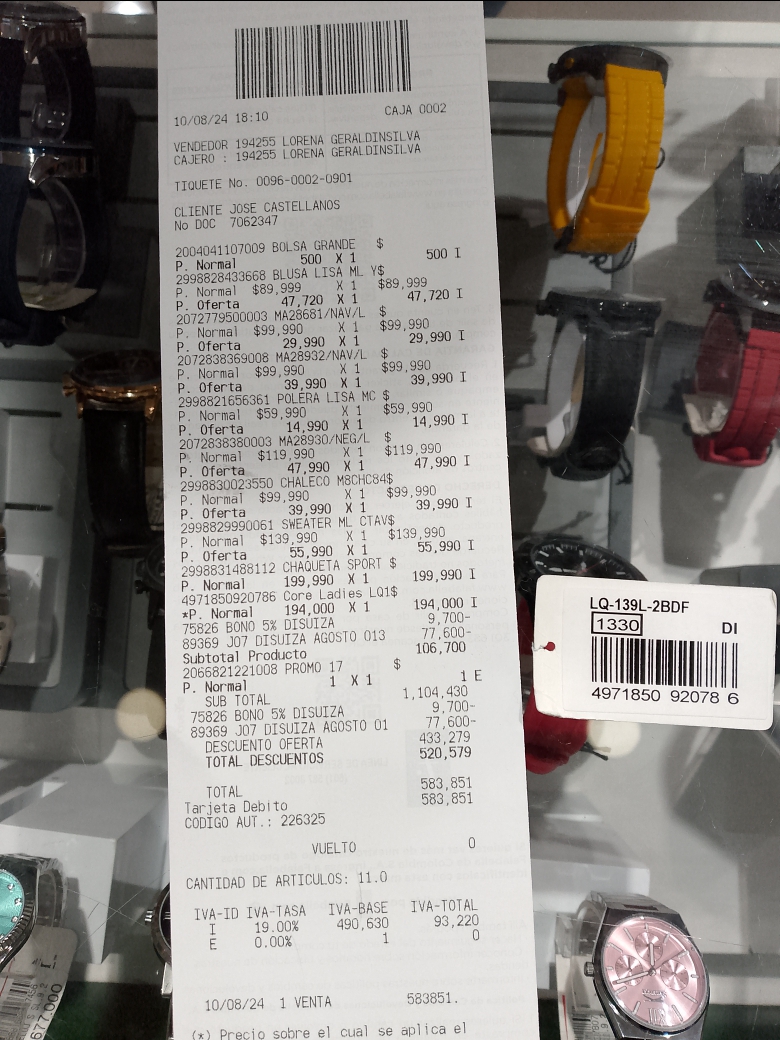 10/08/24 18:10 CAJA 0002
VENDEDOR 194255 LORENA GERALDINSILVA
CAJERO : 194255 LORENA GERALDINSILVA
TIQUETE No. 0096-0002-0901
CLIENTE JOSE CASTELLANOS
No DOC 7062347
2004041107009 BOLSA GRANDE $
P. Normal 500 X 1 500 I
2998828433668 BLUSA LISA ML Y$
P. Normal $89,999 X 1 $89,999
P. Oferta 47,720 X 1 47,720 I
2072779500003 MA28681/NAV/L $
P. Normal $99,990 X 1 $99,990
P. Oferta 29,990 X 1 29,990 I
2072838369008 MA28932/NAV/L $
P. Normal $99,990 X 1 $99,990
P. Oferta 39,990 X 1 39,990 I
2998821656361 POLERA LISA MC $
P. Normal $59,990 X 1 $59,990
P. Oferta 14,990 X 1 14,990 I
2072838380003 MA28930/NEG/L $
P. Normal $119,990 X 1 $119,990
P. Oferta 47,990 X 1 47,990 I
2998830023550 CHALECO M8CHC84$
P. Normal $99,990 X 1 $99,990
P. Oferta 39,990 X 1 39,990 I
2998829990061 SWEATER ML CTAV$
P. Normal $139,990 X 1 $139,990
P. Oferta 55,990 X 1 55,990 I
2998831488112 CHAQUETA SPORT $
P. Normal 199,990 X 1 199,990 I
4971850920786 Core Ladies LQ1$
*P. Normal 194,000 X 1 194,000 I
75826 BONO 5% DISUIZA 9,700-
89369 J07 DISUIZA AGOSTO 013 77,600-
Subtotal Producto 106,700
2066821221008 PROMO 17 $
P. Normal 1 X 1 1 E
SUB TOTAL 1,104,430
75826 BONO 5% DISUIZA 9,700-
89369 J07 DISUIZA AGOSTO 01 77,600-
DESCUENTO OFERTA 433,279
TOTAL DESCUENTOS 520,579
TOTAL 583,851
Tarjeta Debito 583,851
CODIGO AUT.: 226325
VUELTO 0
CANTIDAD DE ARTICULOS: 11.0
IVA-ID IVA-TASA IVA-BASE IVA-TOTAL
I 19.00% 490,630 93,220
E 0.00% 1 0
10/08/24 1 VENTA 583851.
(*) Precio sobre el cual se aplica el
LQ-139L-2BDF
1330 DI
4971850 92078 6
677.000